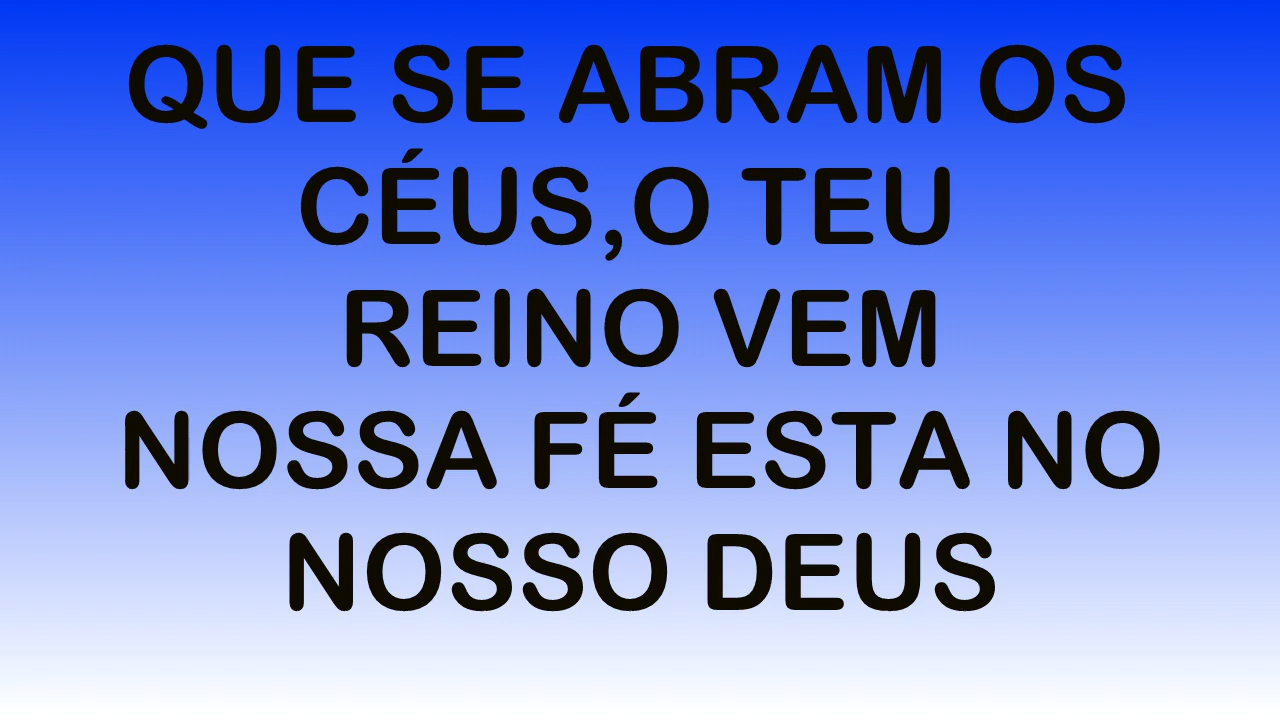 QUE SE ABRAM OS
CÉUS,O TEU
REINO VEM
NOSSA FÉ ESTA NO
NOSSO DEUS